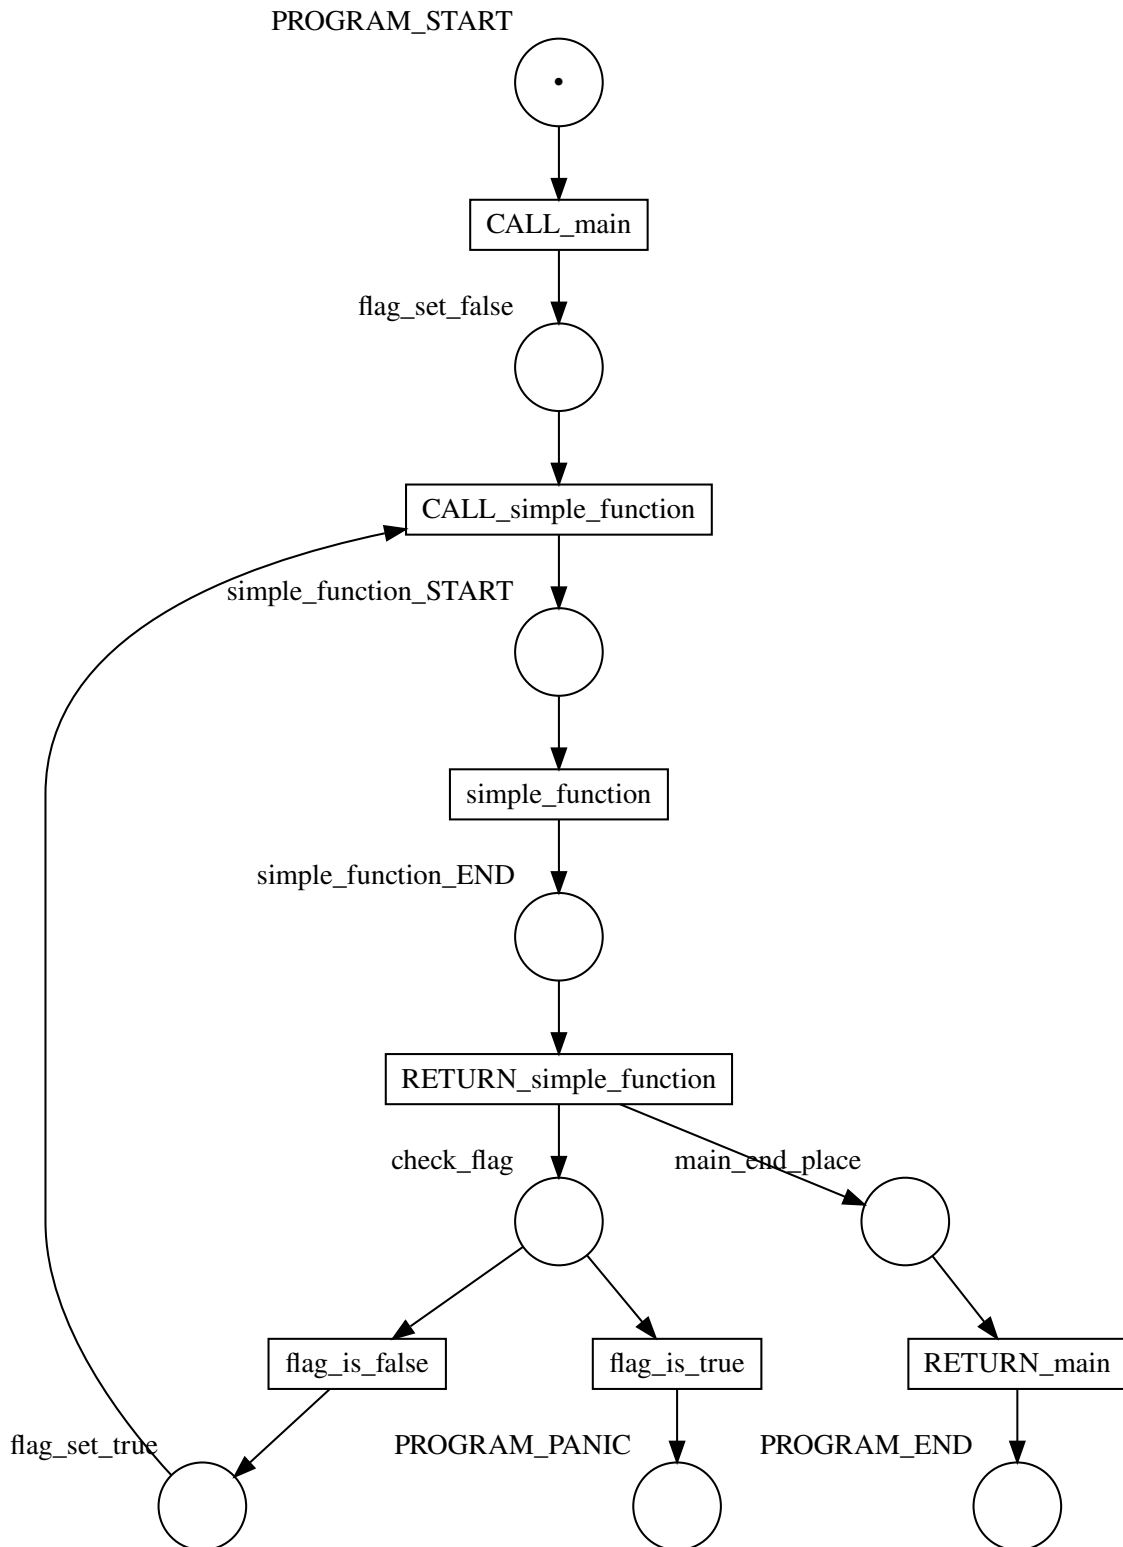 PROGRAM_START
CALL_main
flag_set_false
CALL_simple_function
simple_function_START
simple_function
simple_function_END
RETURN_simple_function
check_flag
main_end_place
flag_is_false
flag_is_true
RETURN_main
flag_set_true
PROGRAM_PANIC
PROGRAM_END